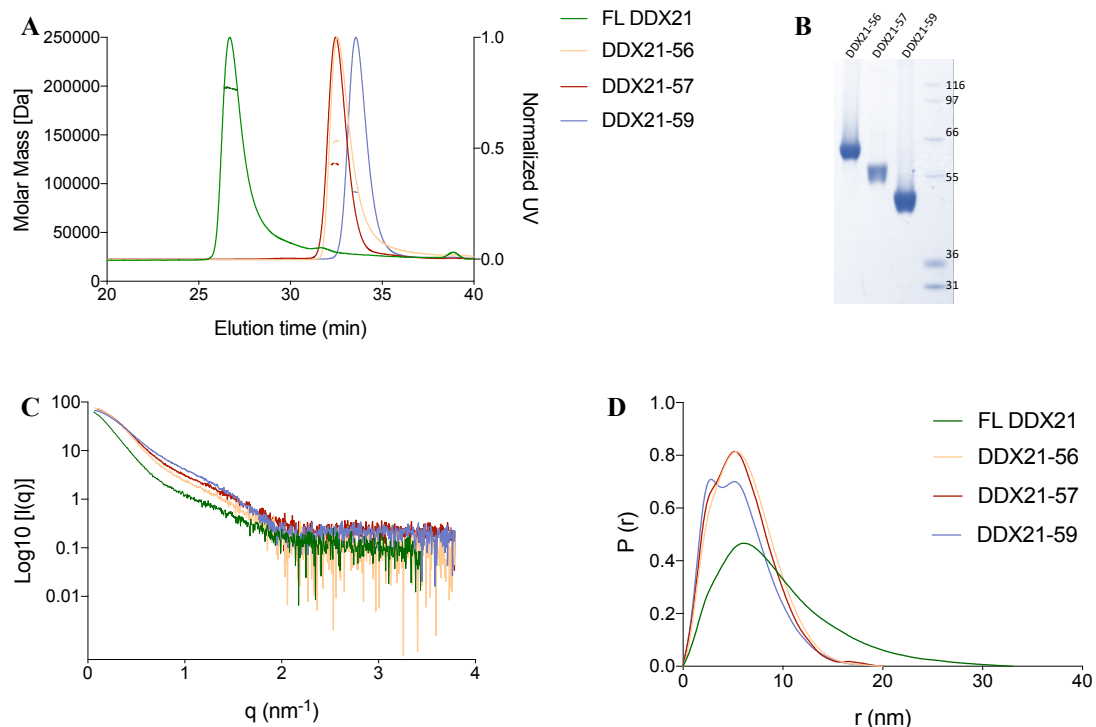 A
250000
200000
150000
100000
50000
0
Molar Mass [Da]
20
25
30
35
40
Elution time (min)
1.0
0.5
0.0
Normalized UV
FL DDX21
DDX21-56
DDX21-57
DDX21-59
B
DDX21-56
DDX21-57
DDX21-59
116
97
66
55
36
31
C
100
10
1
0.1
0.01
Log10 [I(q)]
0
1
2
3
4
q (nm-1)
D
1.0
0.8
0.6
0.4
0.2
0.0
P (r)
0
10
20
30
40
r (nm)
FL DDX21
DDX21-56
DDX21-57
DDX21-59